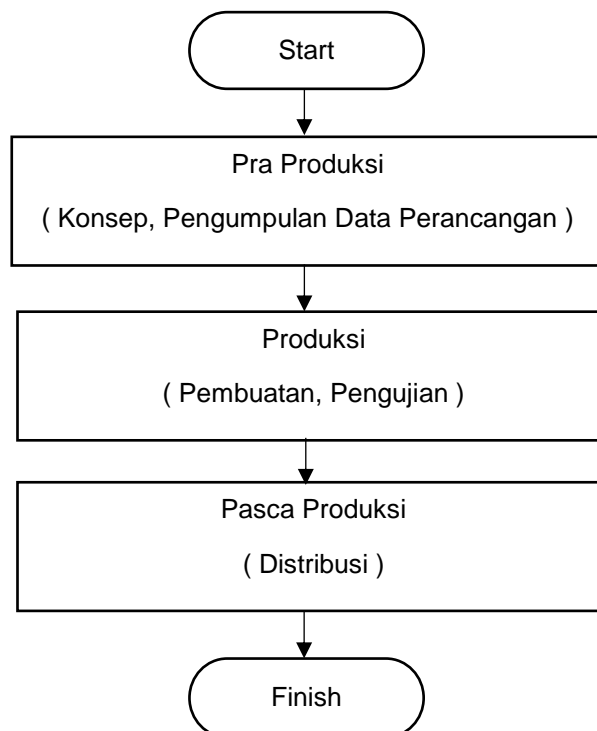 Start
Pra Produksi
( Konsep, Pengumpulan Data Perancangan )
Produksi
( Pembuatan, Pengujian )
Pasca Produksi
( Distribusi )
Finish